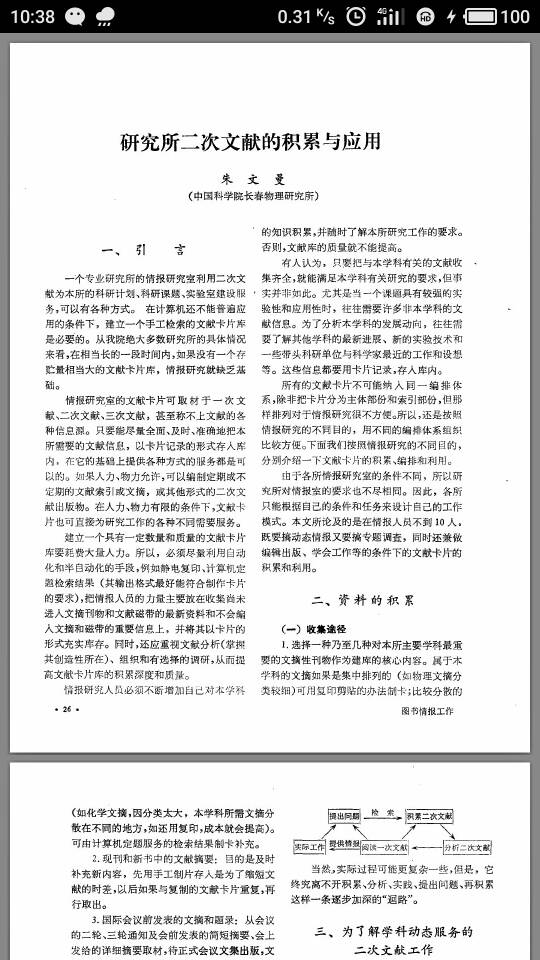 10:38
0.31 K/s
4G
HD
100
研究所二次文献的积累与应用
朱 文 曼
(中国科学院长春物理研究所)
一、引 言
一个专业研究所的情报研究室利用二次文
献为本所的科研计划、科研课题、实验室建设服
务,可以有各种方式。在计算机还不能普遍应
用的条件下，建立一个手工检索的文献卡片库
是必要的。从我院绝大多数研究所的具体情况
来看,在相当长的一段时间内,如果没有一个存
贮量相当大的文献卡片库，情报研究就缺乏基
础。
情报研究室的文献卡片可取材于一次文
献、二次文献、三次文献，甚至称不上文献的各
种信息源。只要能尽量全面、及时、准确地把本
所需要的文献信息，以卡片记录的形式存人库
内，在它的基础上提供各种方式的服务都是可
以的。如果人力、物力允许,可以编制定期或不
定期的文献索引或文摘，或其他形式的二次文
献出版物。在人力、物力有限的条件下,文献卡
片也可直接为研究工作的各种不同需要服务。
建立一个具有一定数量和质量的文献卡片
库要耗费大量人力。所以，必须尽量利用自动
化和半自动化的手段,例如静电复印、计算机定
题检索结果（其输出格式最好能符合制作卡片
的要求),把情报人员的力量主要放在收集尚未
进人文摘刊物和文献磁带的最新资料和不会编
人文摘和磁带的重要信息上，并将其以卡片的
形式充实库存。同时,还应重视文献分析(掌握
其创造性所在)、组织和有选择的调研,从而提
高文献卡片库的积累深度和质量。
情报研究人员必须不断增加自己对本学科
• 26 •
的知识积累,并随时了解本所研究工作的要求。
否则,文献库的质量就不能提高。
有人认为，只要把与本学科有关的文献收
集齐全,就能满足本学科有关研究的要求,但事
实并非如此。尤其是当一个课题具有较强的实
验性和应用性时，往往需要许多非本学科的文
献信息。为了分析本学科的发展动向，往往需
要了解其他学科的最新进展、新的实验技术和
一些带头科研单位与科学家最近的工作和设想
等。这些信息都要用卡片记录,存人库内。
所有的文献卡片不可能纳入同一编排体
系,除非把卡片分为主体部份和索引部份,但那
样排列对于情报研究很不方便。所以,还是按照
情报研究的不同目的，用不同的编排体系组织
比较方便。下面我们按照情报研究的不同目的,
分别介绍一下文献卡片的积累、编排和利用。
由于各所情报研究室的条件不同，所以研
究所对情报室的要求也不尽相同。因此，各所
只能根据自己的条件和任务来设计自己的工作
模式。本文所论及的是在情报人员不到 10 人,
既要搞动态情报又要搞专题调查，同时还兼做
编辑出版、学会工作等的条件下的文献卡片的
积累和利用。
二、资料的积累
(一) 收集途径
1. 选择一种乃至几种对本所主要学科最重
要的文摘性刊物作为建库的核心内容。属于本
学科的文摘如果是集中排列的（如物理文摘分
类较细)可用复印剪贴的办法制卡;比较分散的
图书情报工作
(如化学文摘,因分类太大，本学科所需文摘分
散在不同的地方,如还用复印,成本就会提高)。
可由计算机定题服务的检索结果制卡补充。
2. 现刊和新书中的文献摘要：目的是及时
补充新内容，先用手工制片存人是为了缩短文
献的时差,以后如果与复制的文献卡片重复,再
行取出。
3. 国际会议前发表的文摘和题录：从会议
的二轮、三轮通知及会前发表的简短摘要、会上
发给的详细摘要取材,待正式会议文集出版,文
提出问题
检 索
积累二次文献
实际工作
提供情报
阅读一次文献
分析二次文献
当然,实际过程可能更复杂一些,但是，它
终究离不开积累、分析、实践、提出问题、再积累
这样一条逐步加深的“迴路”。
三、为了解学科动态服务的
二次文献工作